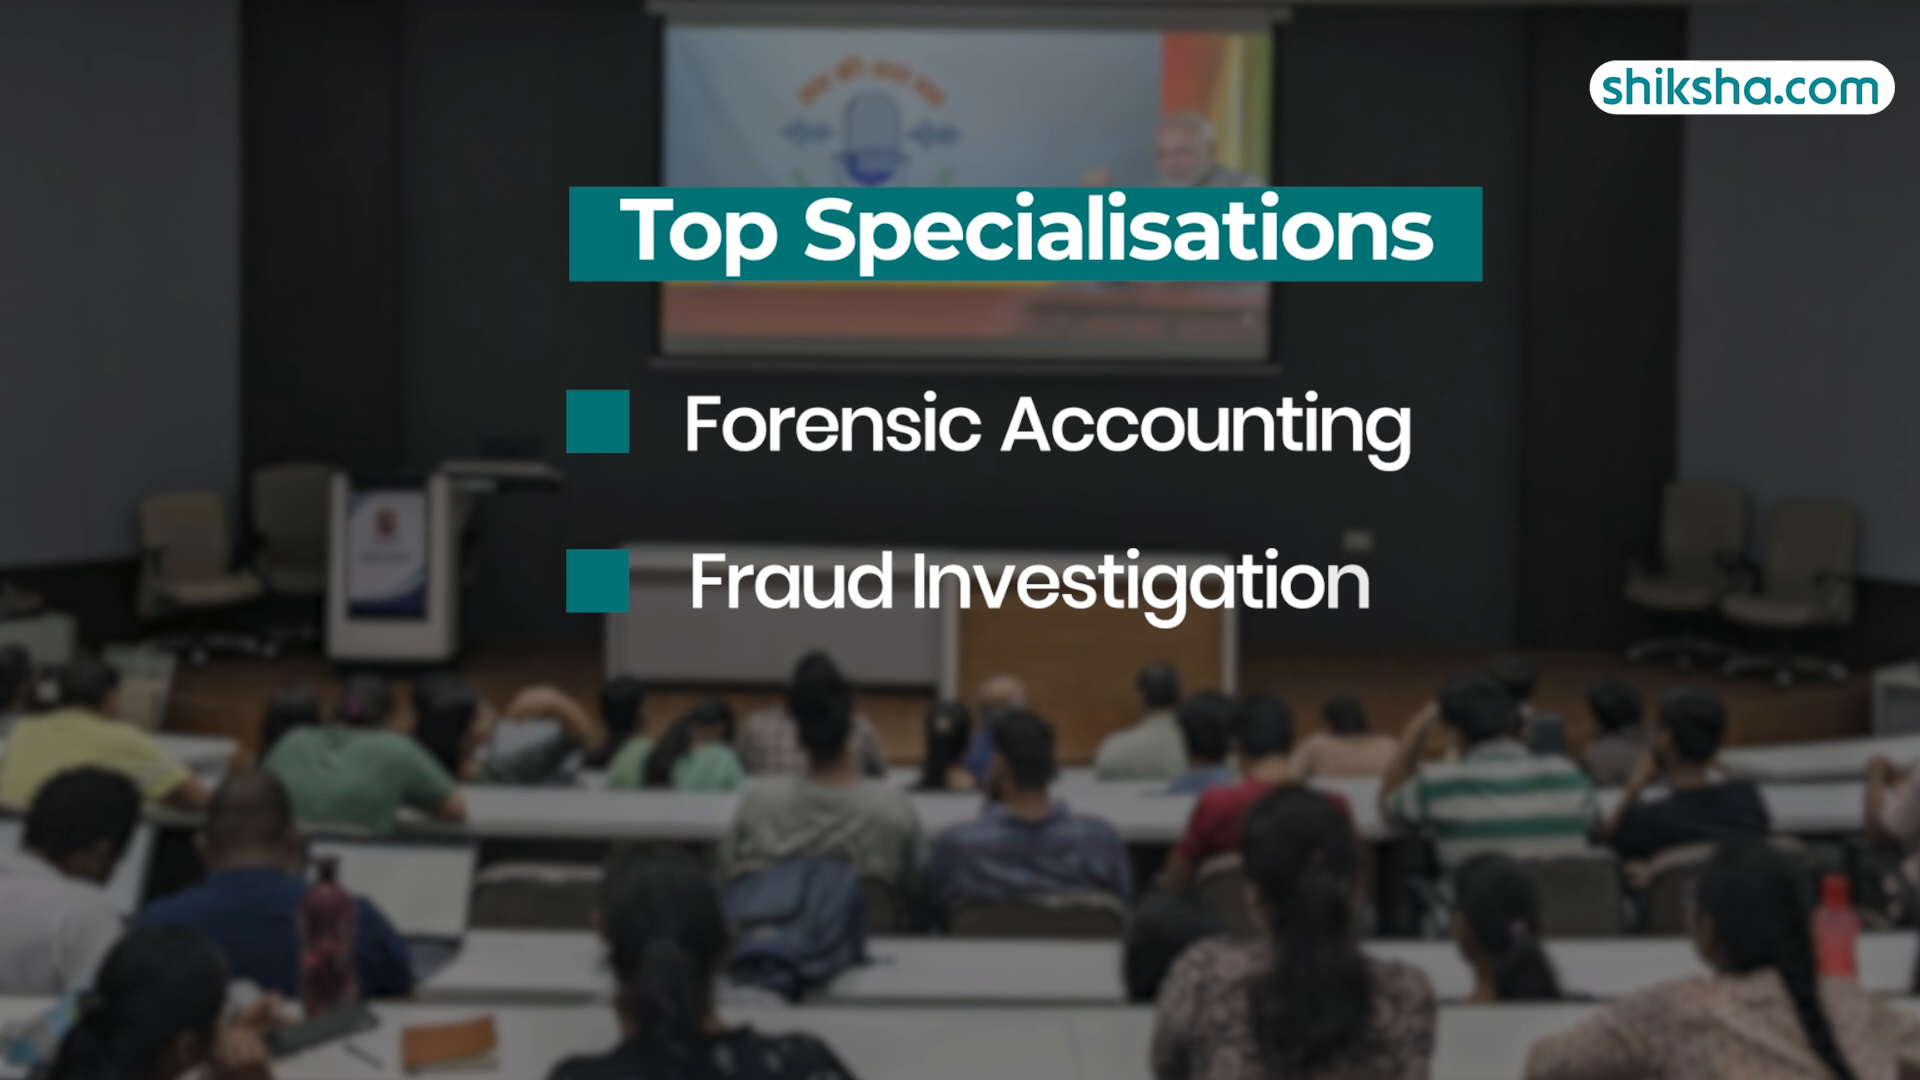 shiksha.com
Top Specialisations
Forensic Accounting
Fraud Investigation